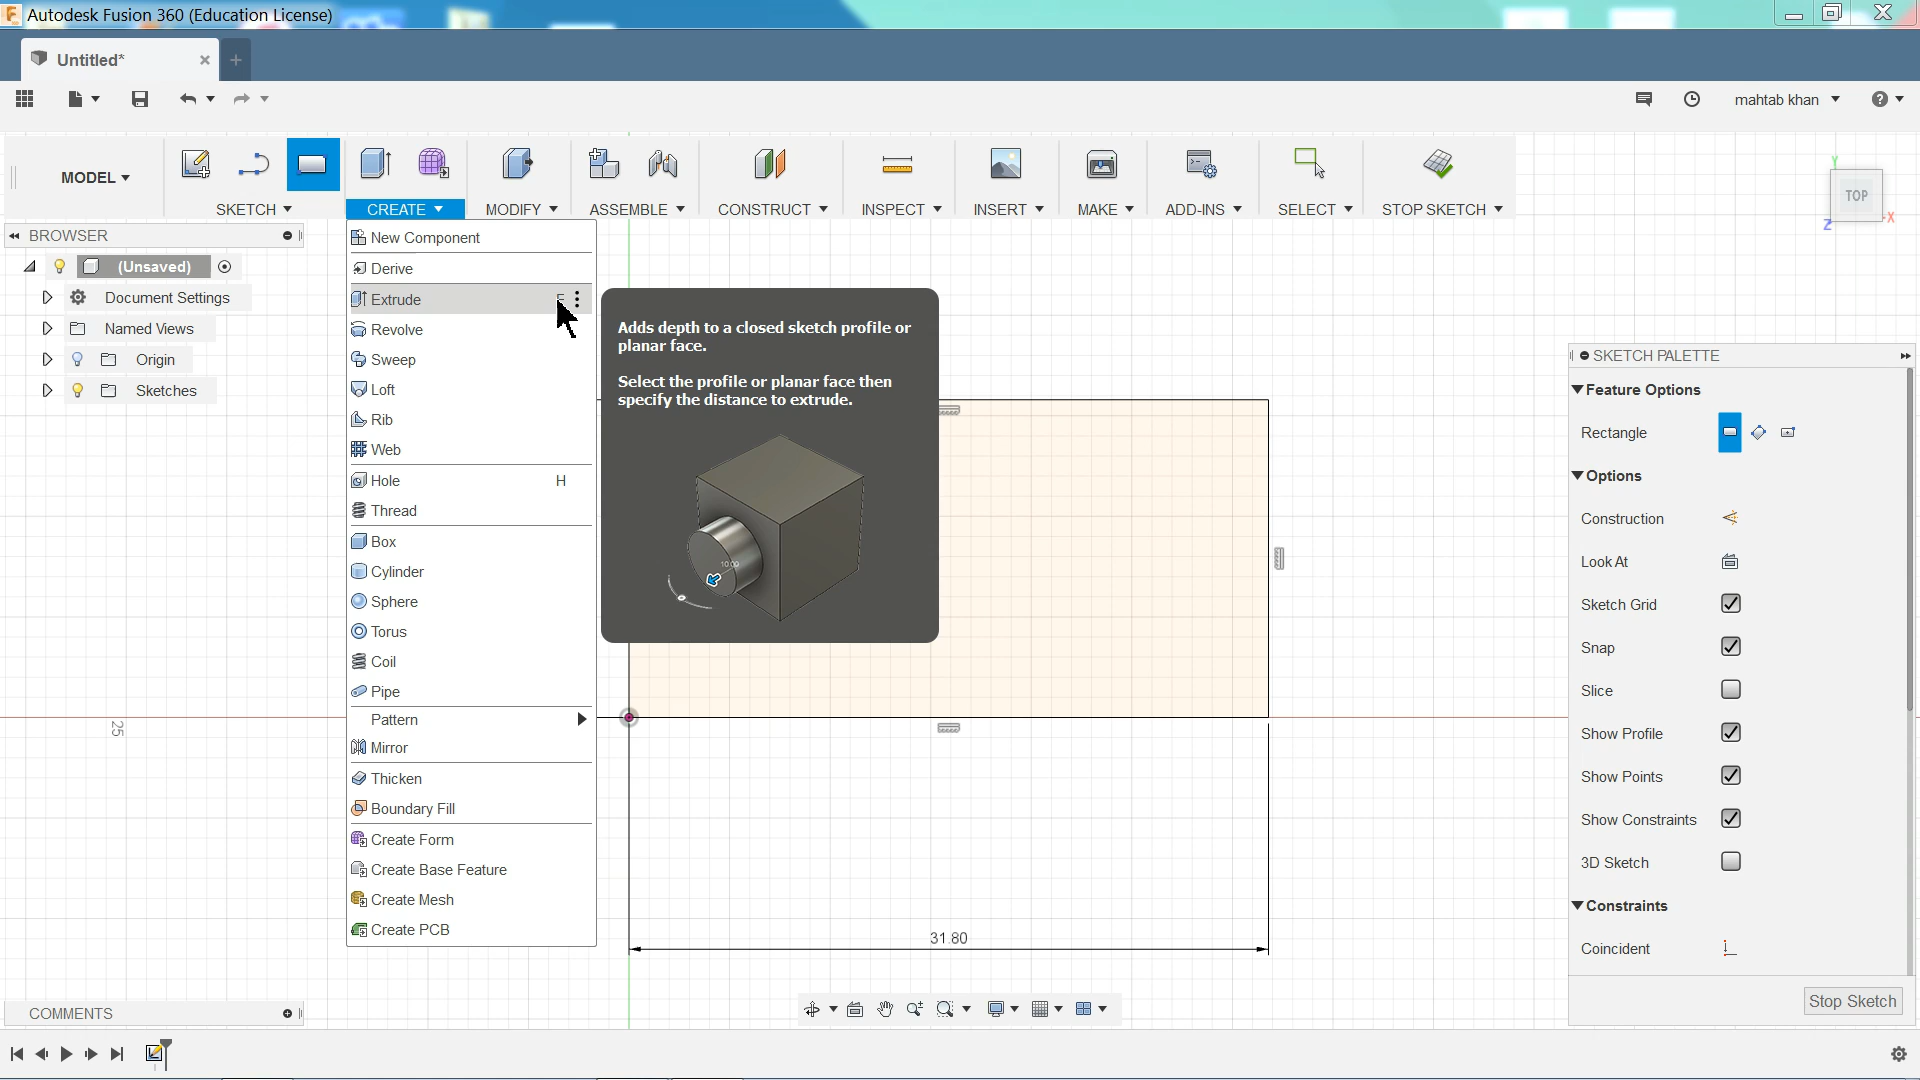 Autodesk Fusion 360 (Education License)
Untitled*
mahtab khan
MODEL
SKETCH
CREATE
MODIFY
ASSEMBLE
CONSTRUCT
INSPECT
INSERT
MAKE
ADD-INS
SELECT
STOP SKETCH
Y
TOP
X
Z
BROWSER
(Unsaved)
Document Settings
Named Views
Origin
Sketches
New Component
Derive
Extrude
Revolve
Sweep
Loft
Rib
Web
Hole H
Thread
Box
Cylinder
Sphere
Torus
Coil
Pipe
Pattern
Mirror
Thicken
Boundary Fill
Create Form
Create Base Feature
Create Mesh
Create PCB
Adds depth to a closed sketch profile or
planar face.
Select the profile or planar face then
specify the distance to extrude.
10.00
25
31.80
SKETCH PALETTE
Feature Options
Rectangle
Options
Construction
Look At
Sketch Grid
Snap
Slice
Show Profile
Show Points
Show Constraints
3D Sketch
Constraints
Coincident
Stop Sketch
COMMENTS